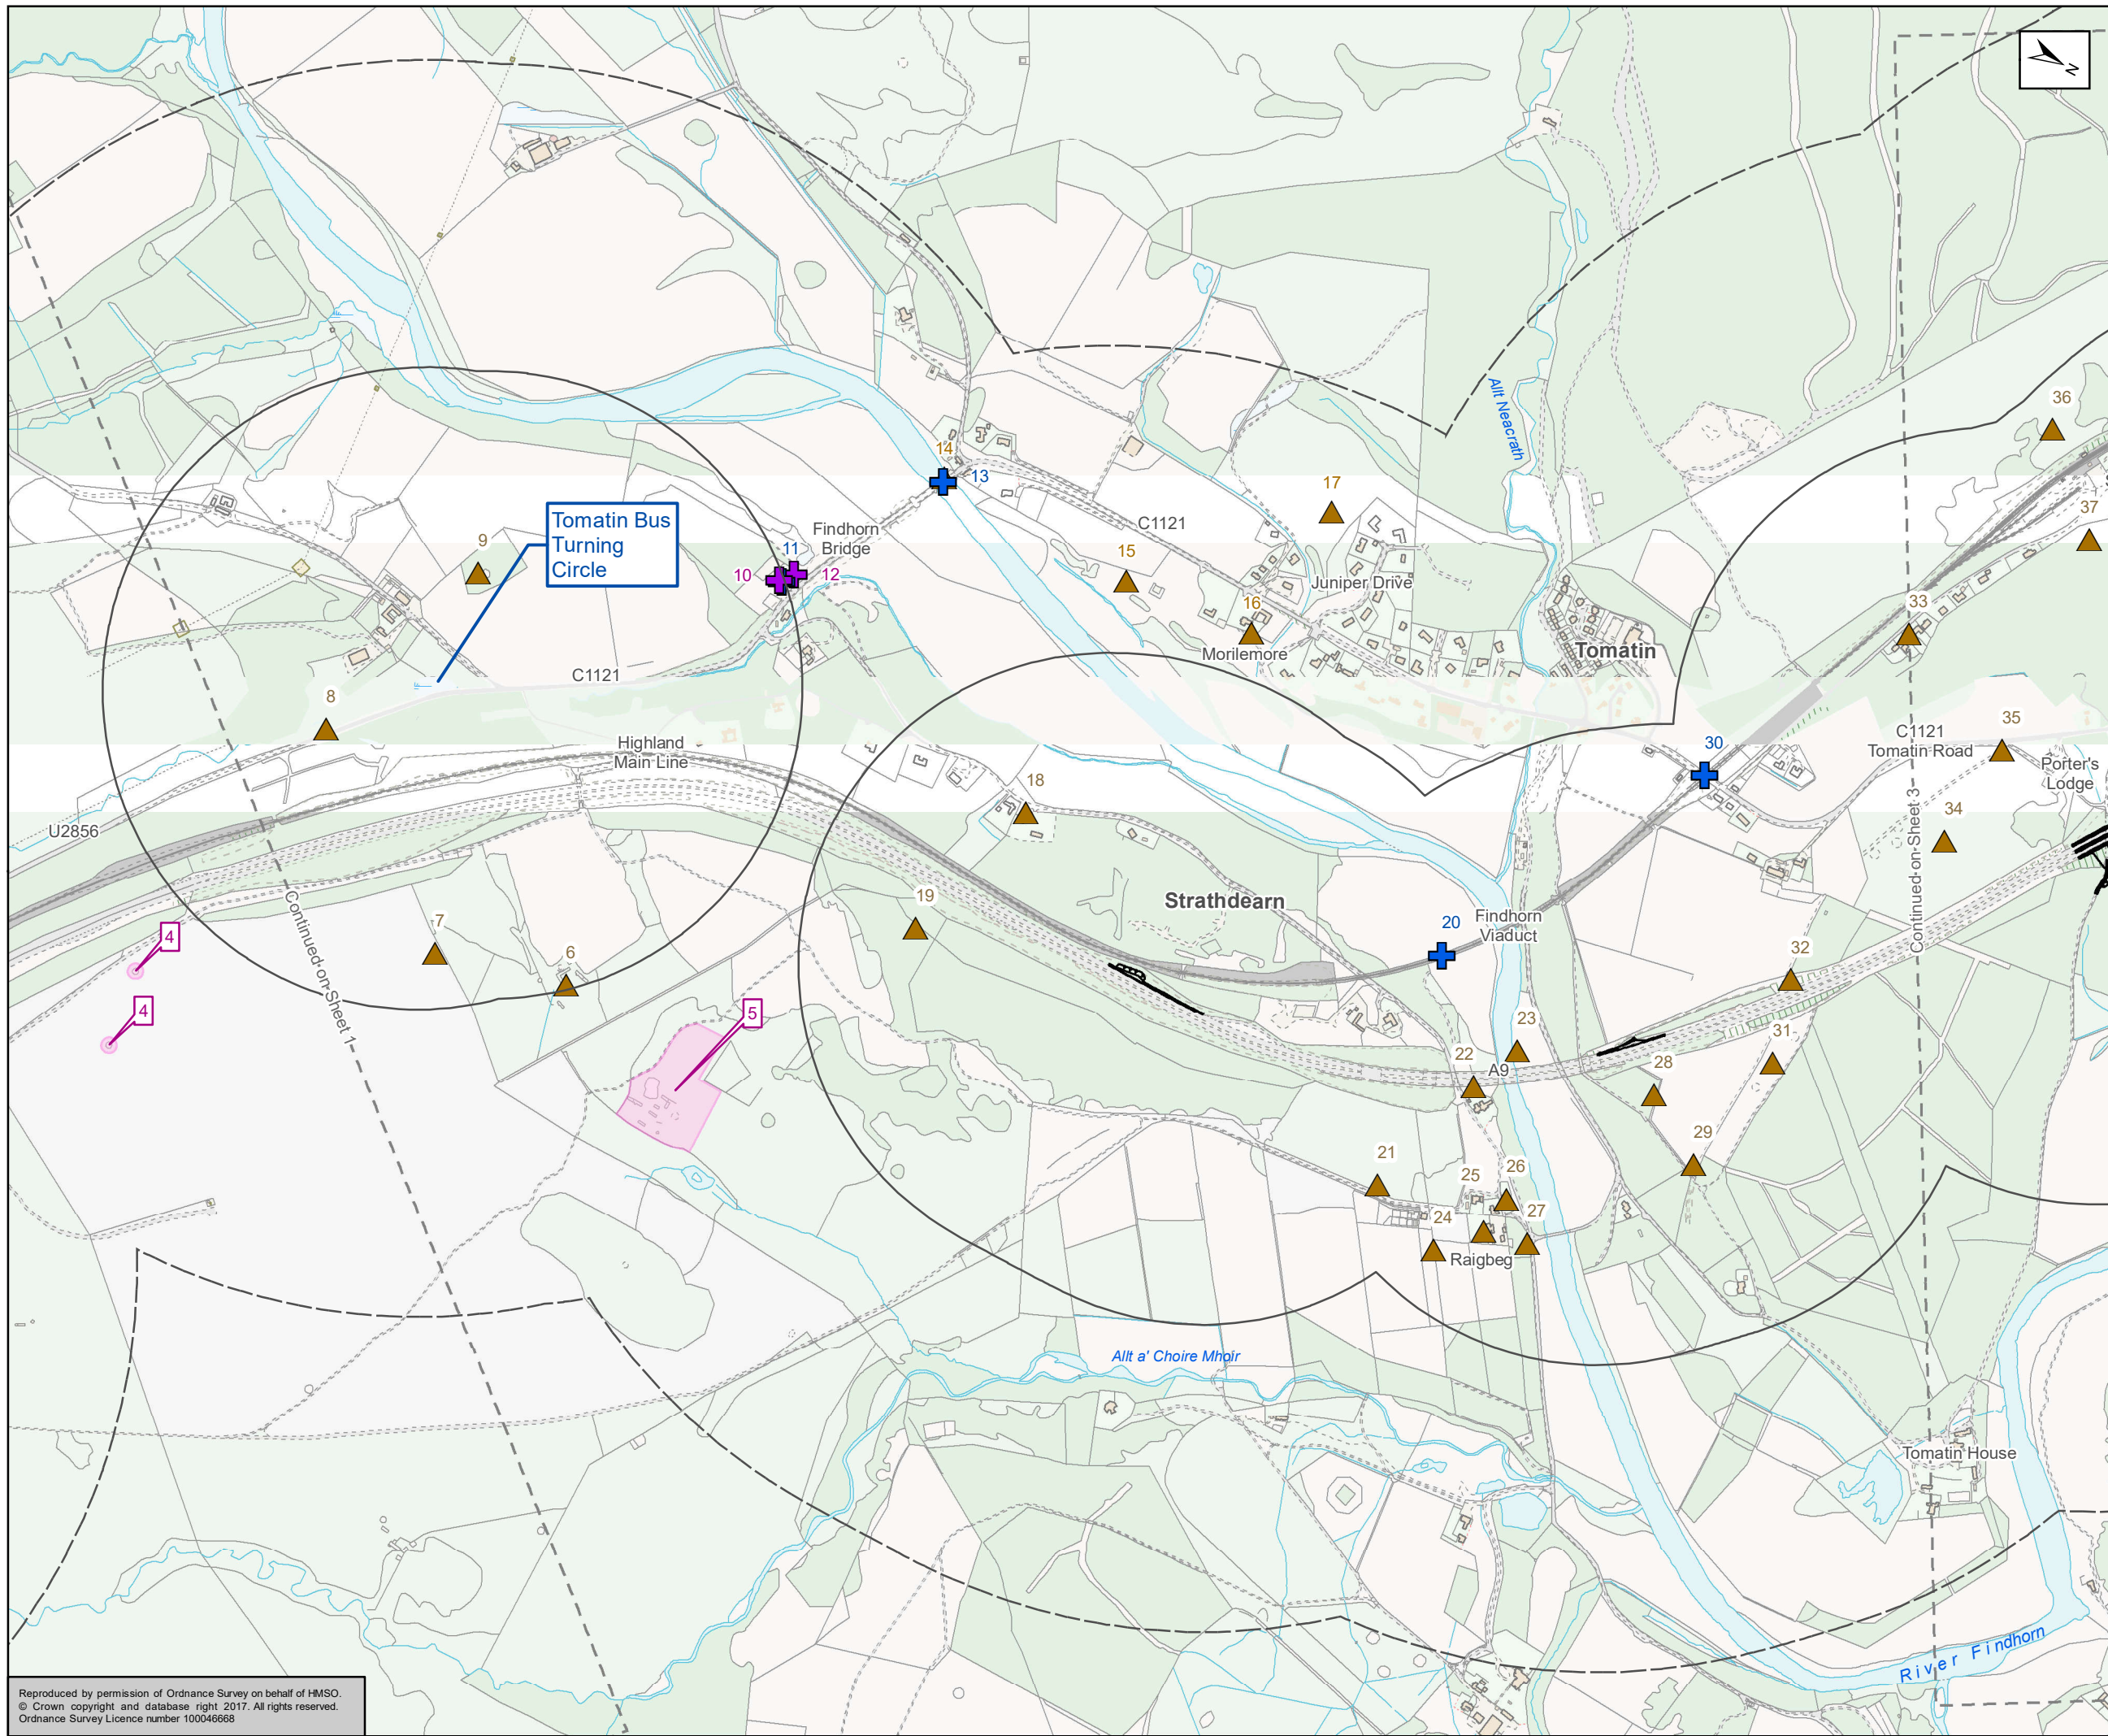 N
36
Allt Neacrath
14
13
17
37
Tomatin Bus
Turning
Circle
C1121
Findhorn
Bridge
9
11
10
12
15
Juniper Drive
16
33
Morilemore
Tomatin
C1121
8
35
C1121
Tomatin Road
30
Highland
Main Line
Porter's
Lodge
18
34
U2856
Continued on Sheet 3
19
Strathdearn
Findhorn
Viaduct
20
7
4
6
32
Continued on Sheet 1
4
5
23
31
22
28
A9
29
21
26
25
27
24
Raigbeg
Allt a' Choire Mhoir
Tomatin House
River Findhorn
Reproduced by permission of Ordnance Survey on behalf of HMSO.
© Crown copyright and database right 2017. All rights reserved.
Ordnance Survey Licence number 100046668